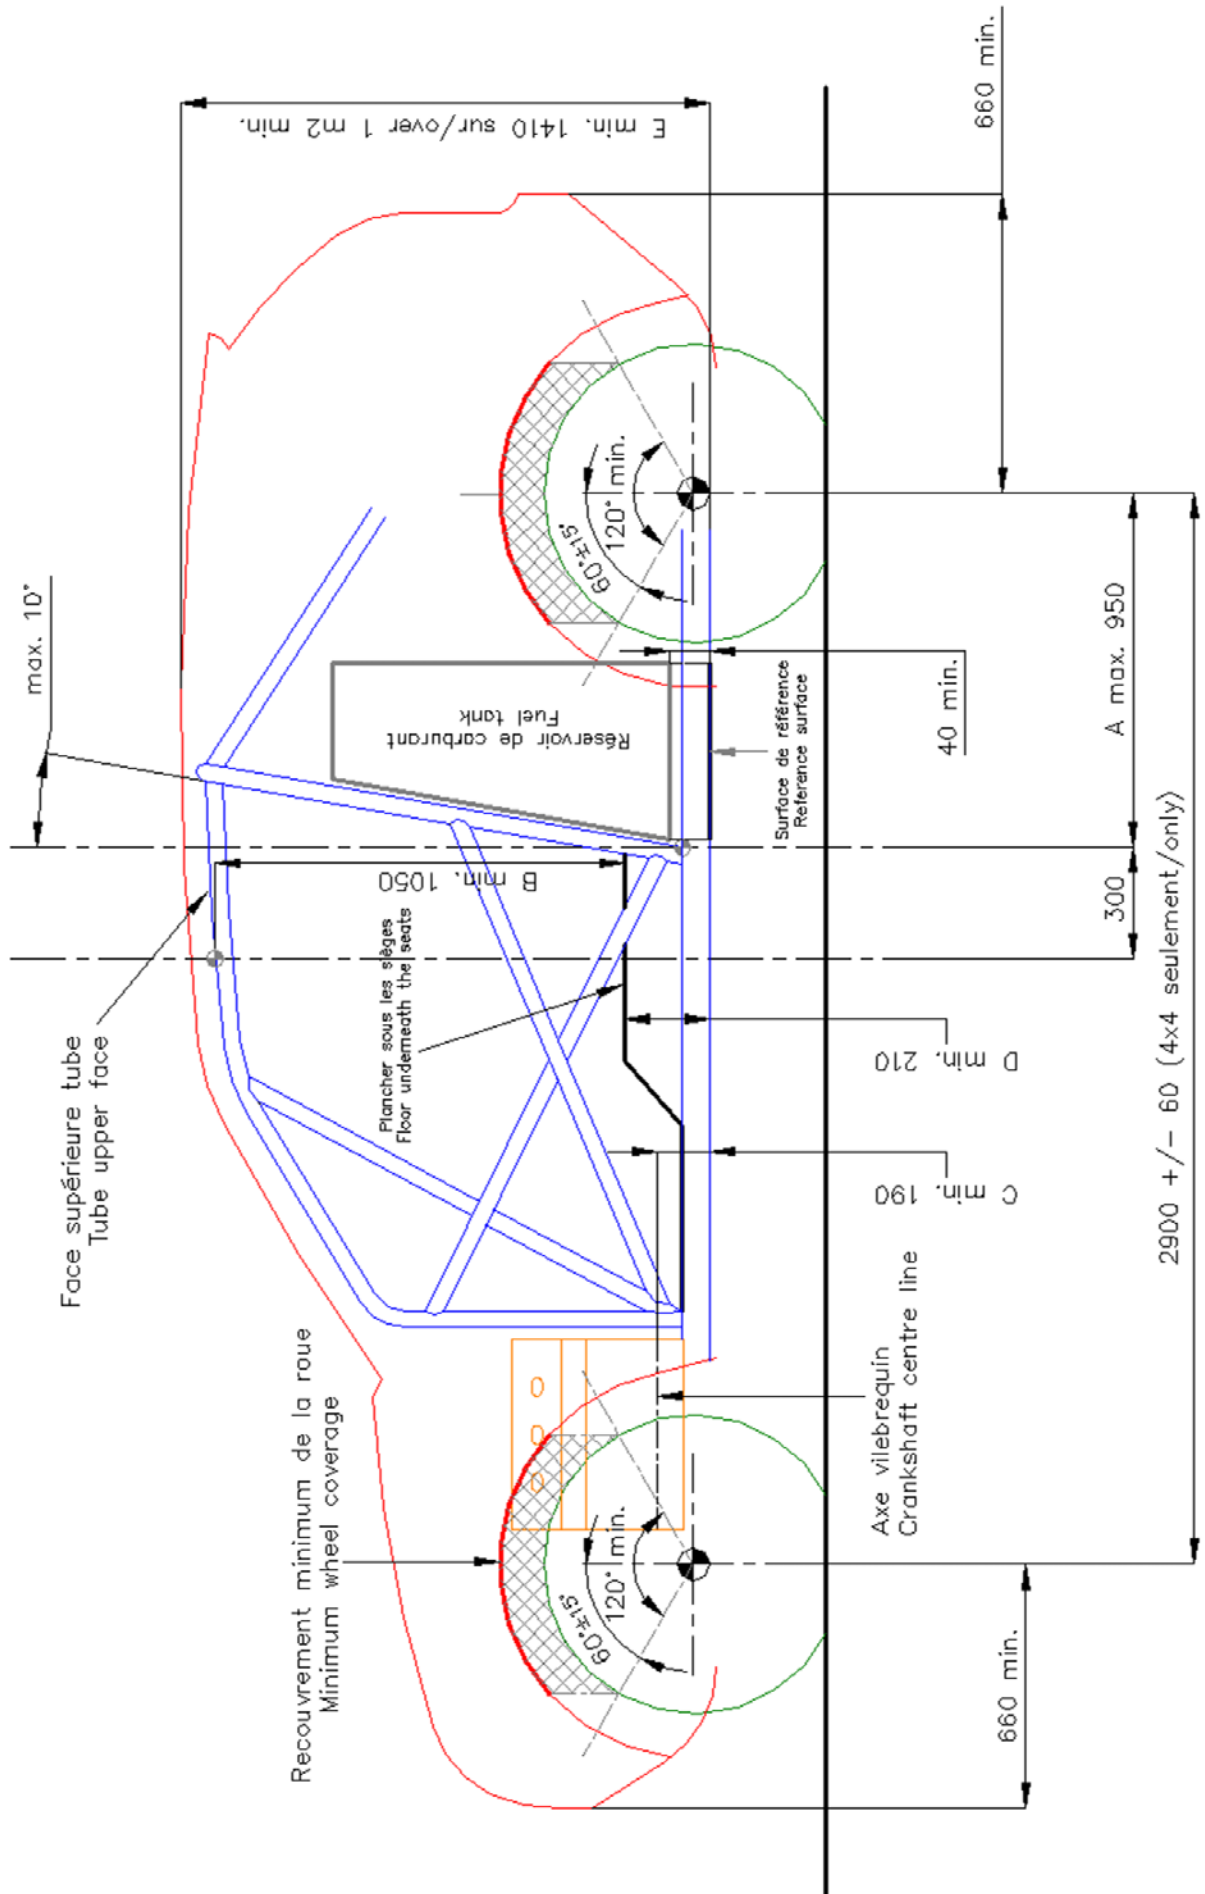 max. 10°
Face supérieure tube
Tube upper face
E min. 1410 sur/over 1 m2 min.
660 min.
B min. 1050
Réservoir de carburant
Fuel tank
Plancher sous les sièges
Floor underneath the seats
60°±15°
120° min.
Surface de référence
Reference surface
40 min.
A max. 950
300
D min. 210
C min. 190
2900 +/- 60 (4x4 seulement/only)
Recouvrement minimum de la roue
Minimum wheel coverage
0
0
0
60°±15°
120° min.
Axe vilebrequin
Crankshaft centre line
660 min.